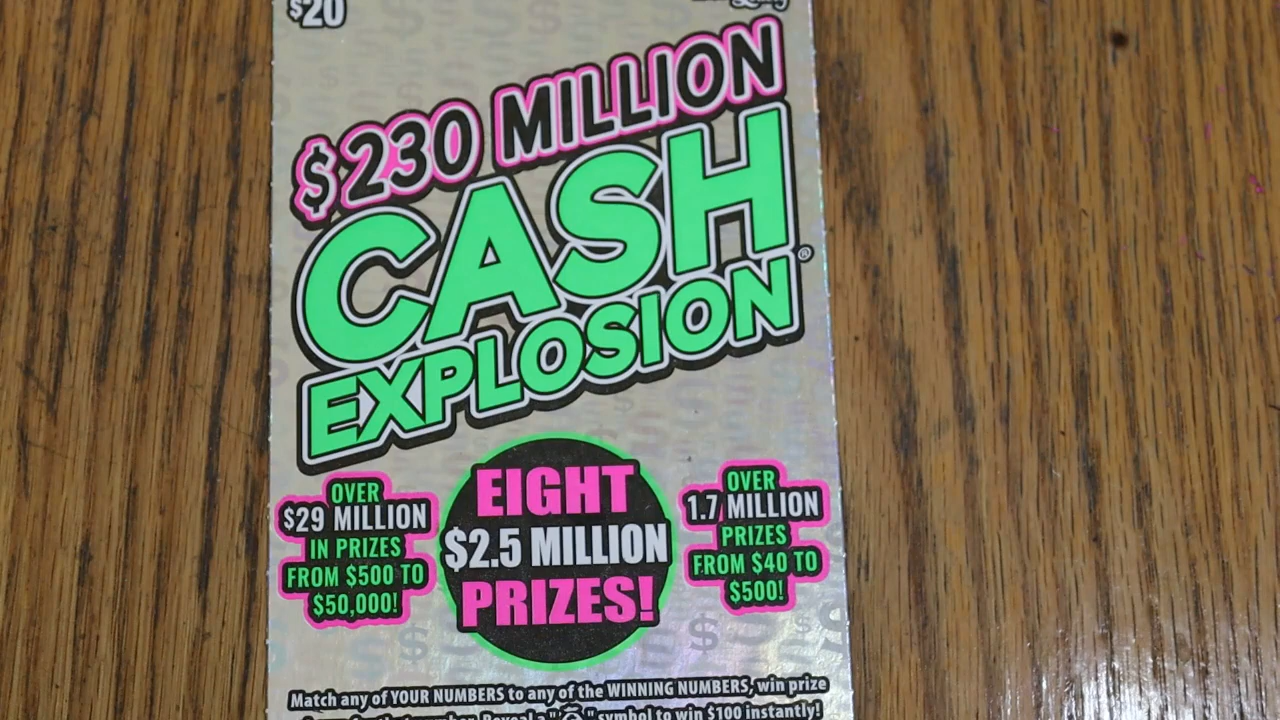 $20
$230 MILLION
CASH
EXPLOSION®
OVER
$29 MILLION
IN PRIZES
FROM $500 TO
$50,000!
EIGHT
$2.5 MILLION
PRIZES!
OVER
1.7 MILLION
PRIZES
FROM $40 TO
$500!
Match any of YOUR NUMBERS to any of the WINNING NUMBERS, win prize
number. Reveal a " " symbol to win $100 instantly!